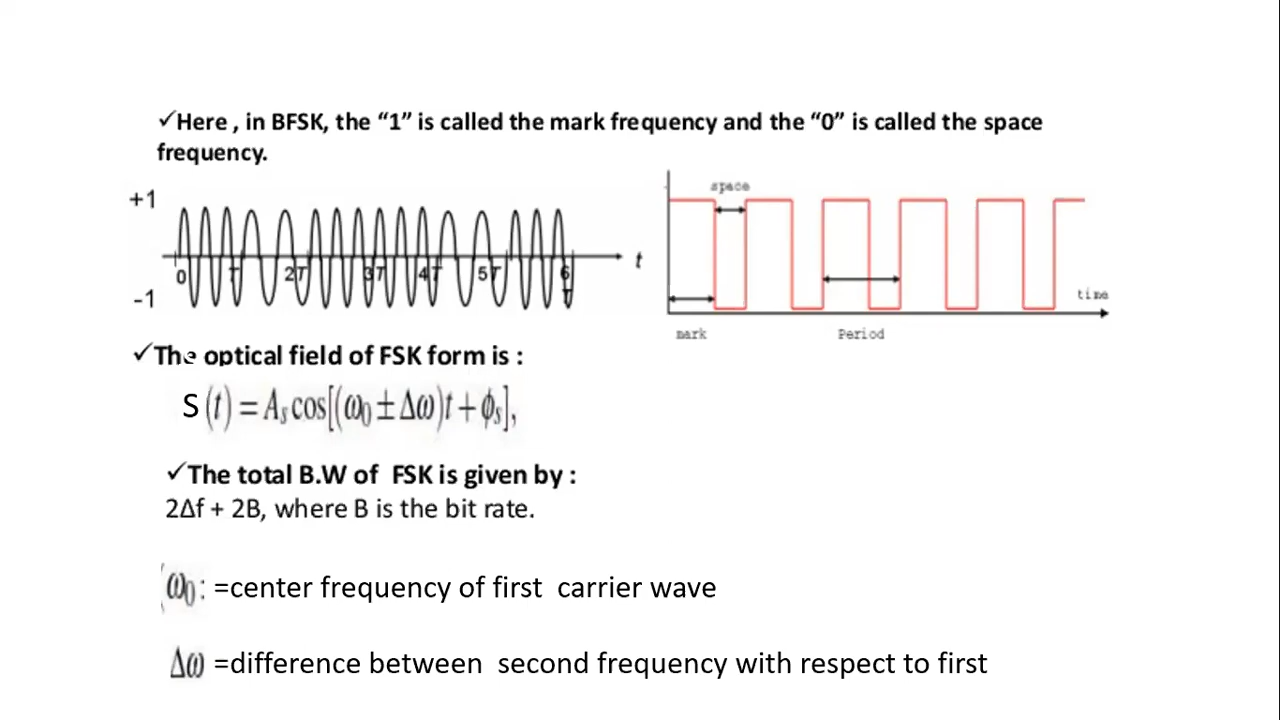 ✓Here , in BFSK, the “1” is called the mark frequency and the “0” is called the space
frequency.
+1
-1
0 T 2T 3T 4T 5T 6T
t
space
mark
Period
time
✓The optical field of FSK form is :
S (t) = Aₛ cos[(ω₀ ± Δω)t + ϕₛ],
✓The total B.W of FSK is given by :
2Δf + 2B, where B is the bit rate.
ω₀: =center frequency of first carrier wave
Δω =difference between second frequency with respect to first